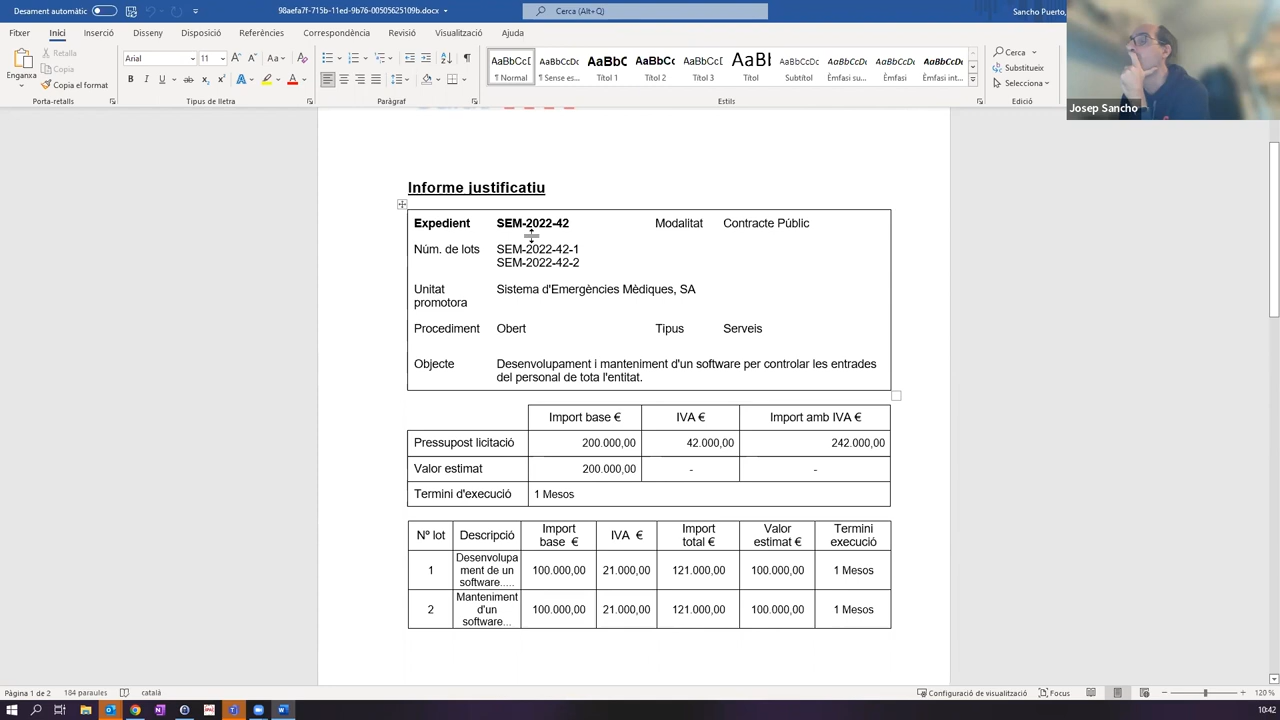 Desament automàtic
98aefa7f-715b-11ed-9b76-00505625109b.docx
Cerca (Alt+Q)
Sancho Puerto,
Fitxer Inici Inserció Disseny Disposició Referències Correspondència Revisió Visualització Ajuda
Enganxa
Retalla
Copia
Copia el format
Porta-retalls
Arial 11
Tipus de lletra
Paràgraf
AaBbCcI AaBbCcI AaBbC AaBbC AaBbCcI AaBl AaBbCcI AaBbCcI AaBbCcI AaBbCcI
¶ Normal ¶ Sense es... Títol 1 Títol 2 Títol 3 Títol Subtítol Èmfasi su... Èmfasi Èmfasi int...
Estils
Cerca
Substitueix
Selecciona
Edició
Josep Sancho
Informe justificatiu
Expedient SEM-2022-42 Modalitat Contracte Públic
Núm. de lots SEM-2022-42-1
SEM-2022-42-2
Unitat promotora Sistema d'Emergències Mèdiques, SA
Procediment Obert Tipus Serveis
Objecte Desenvolupament i manteniment d'un software per controlar les entrades
del personal de tota l'entitat.
Import base € IVA € Import amb IVA €
Pressupost licitació 200.000,00 42.000,00 242.000,00
Valor estimat 200.000,00 - -
Termini d'execució 1 Mesos
Nº lot Descripció Import base € IVA € Import total € Valor estimat € Termini execució
1 Desenvolupa ment de un software..... 100.000,00 21.000,00 121.000,00 100.000,00 1 Mesos
2 Manteniment d'un software... 100.000,00 21.000,00 121.000,00 100.000,00 1 Mesos
Pàgina 1 de 2 184 paraules català
Configuració de visualització Focus 120 %
10:42